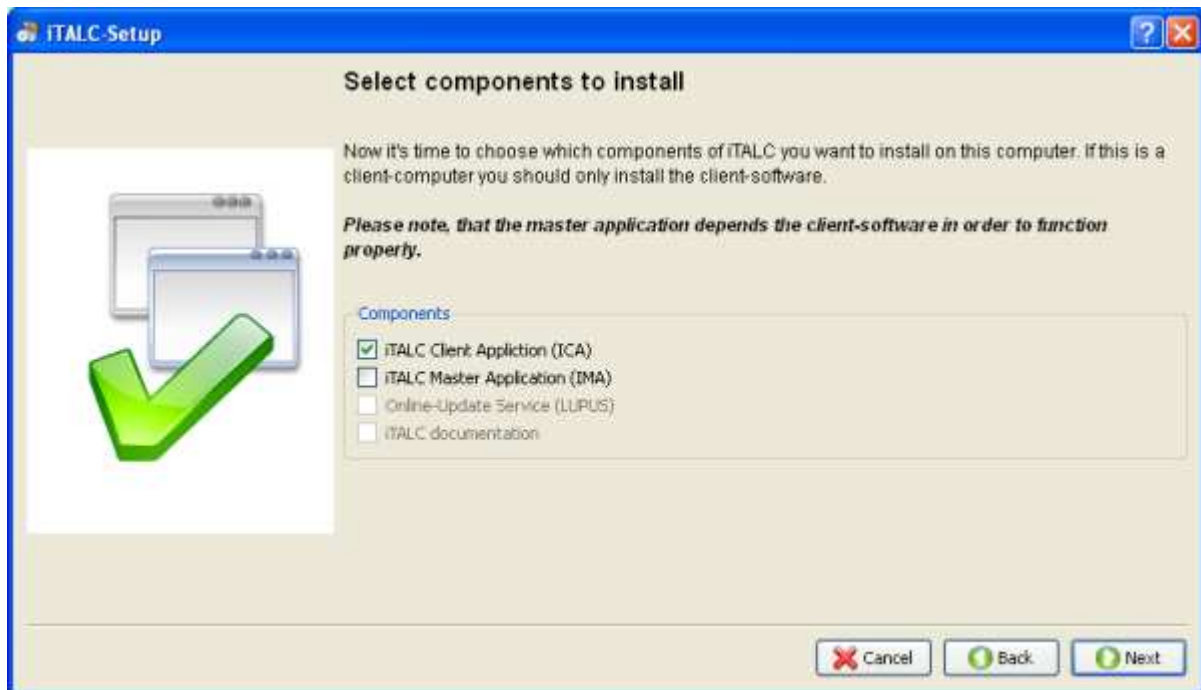 iTALC-Setup
Select components to install
Now it's time to choose which components of iTALC you want to install on this computer. If this is a
client-computer you should only install the client-software.
Please note, that the master application depends the client-software in order to function
properly.
Components
iTALC Client Appliction (ICA)
iTALC Master Application (IMA)
Online-Update Service (LUPUS)
iTALC documentation
Cancel Back Next